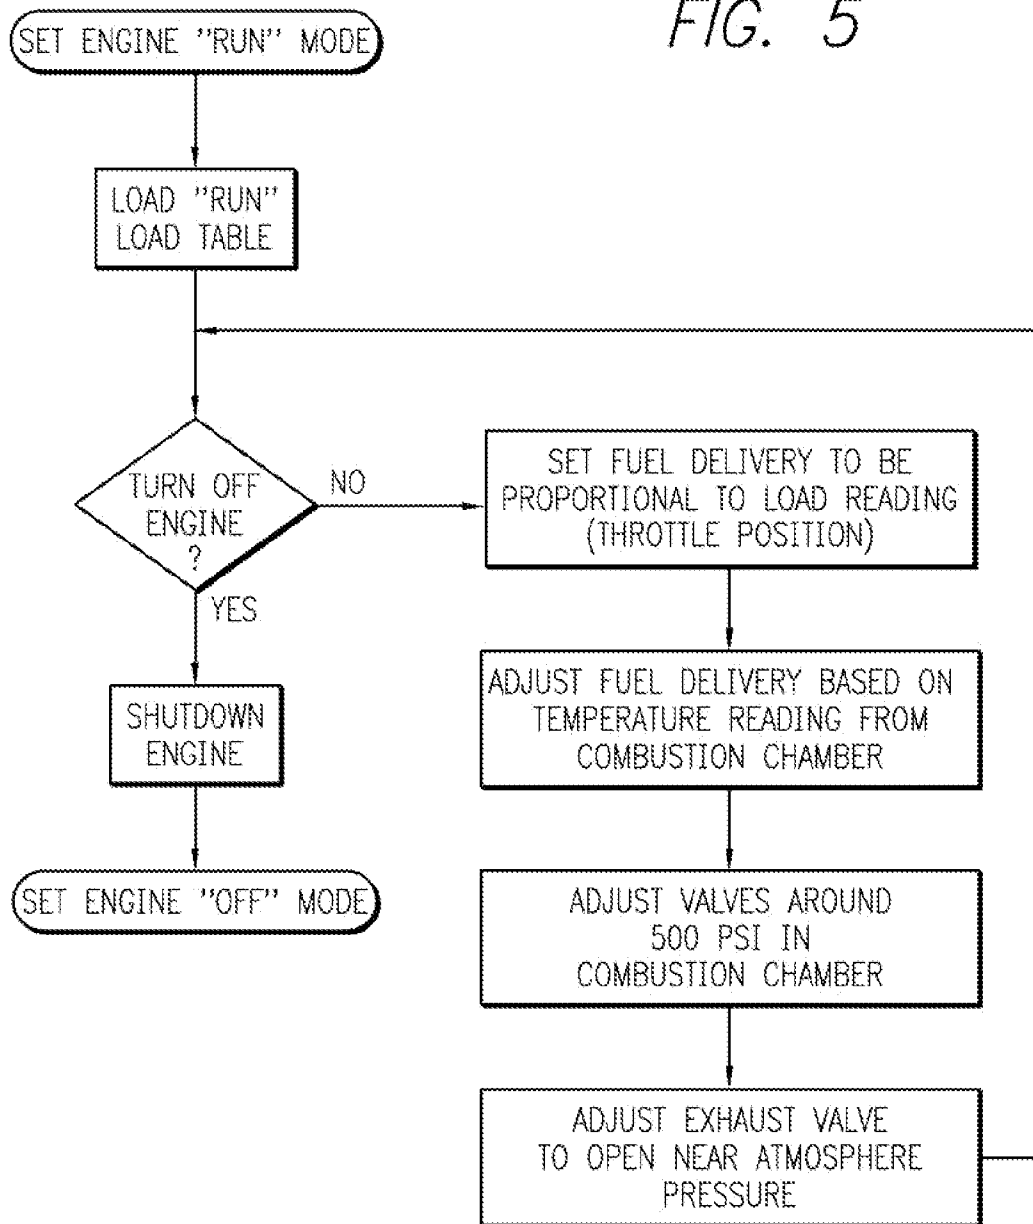 FIG. 5
SET ENGINE "RUN" MODE
LOAD "RUN"
LOAD TABLE
TURN OFF
ENGINE
?
NO
YES
SHUTDOWN
ENGINE
SET ENGINE "OFF" MODE
SET FUEL DELIVERY TO BE
PROPORTIONAL TO LOAD READING
(THROTTLE POSITION)
ADJUST FUEL DELIVERY BASED ON
TEMPERATURE READING FROM
COMBUSTION CHAMBER
ADJUST VALVES AROUND
500 PSI IN
COMBUSTION CHAMBER
ADJUST EXHAUST VALVE
TO OPEN NEAR ATMOSPHERE
PRESSURE